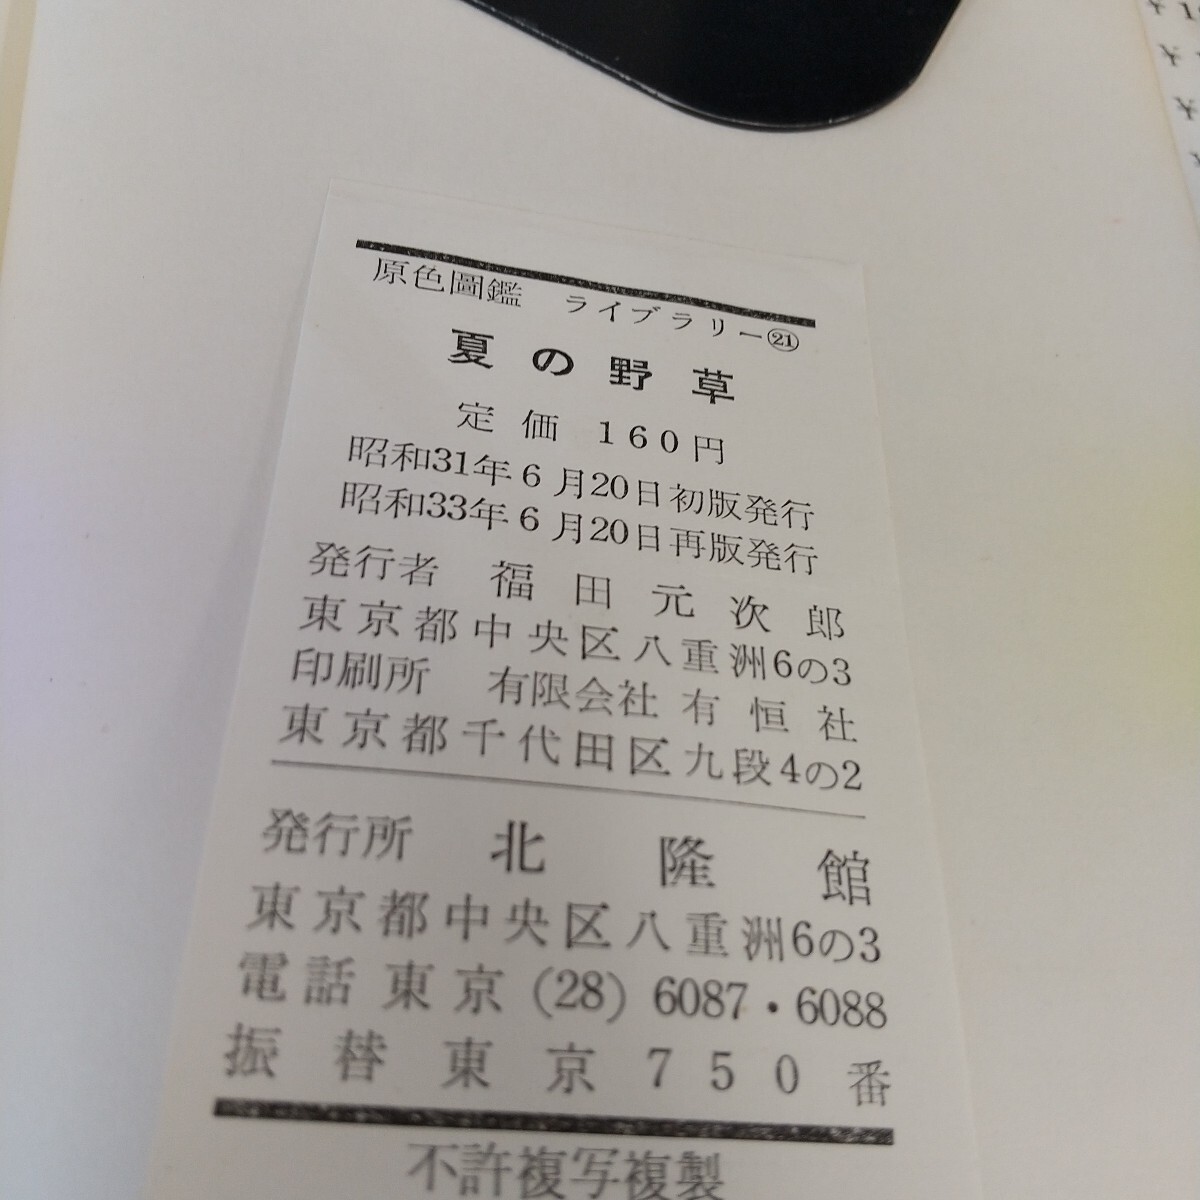 原色圖鑑 ライブラリー㉑
夏の野草
定価 160円
昭和31年6月20日初版発行
昭和33年6月20日再版発行
発行者 福田元次郎
東京都中央区八重洲6の3
印刷所 有限会社有恒社
東京都千代田区九段4の2
発行所 北隆館
東京都中央区八重洲6の3
電話東京(28)6087・6088
振替東京750番
不許複写複製